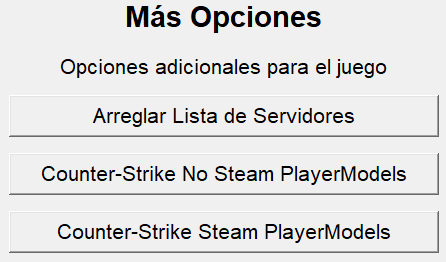 Más Opciones
Opciones adicionales para el juego
Arreglar Lista de Servidores
Counter-Strike No Steam PlayerModels
Counter-Strike Steam PlayerModels